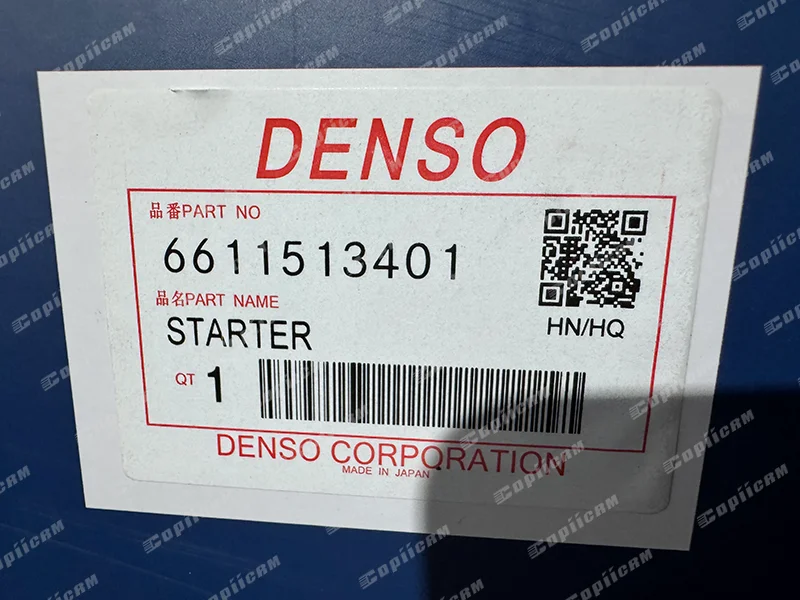 DENSO
品番PART NO
6611513401
品名PART NAME
STARTER
HN/HQ
QT 1
DENSO CORPORATION
MADE IN JAPAN
Copiicam